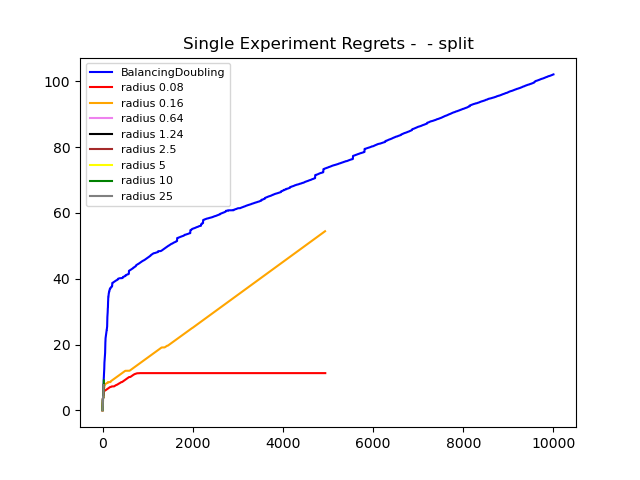 Single Experiment Regrets -  - split
BalancingDoubling
radius 0.08
radius 0.16
radius 0.64
radius 1.24
radius 2.5
radius 5
radius 10
radius 25
100
80
60
40
20
0
0 2000 4000 6000 8000 10000